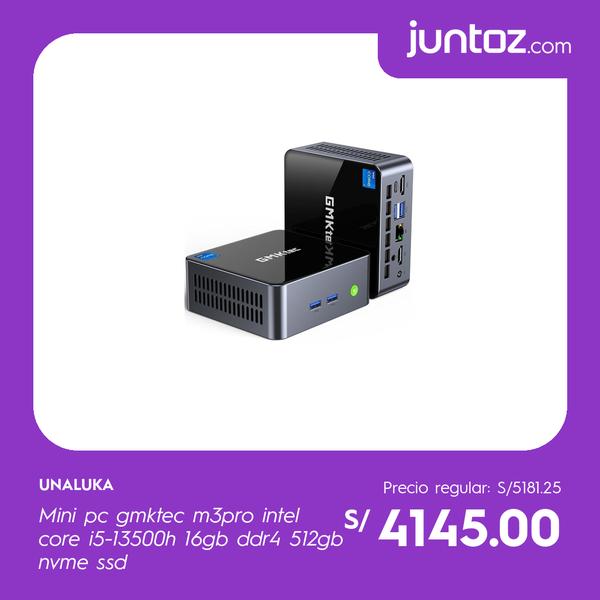 juntoz.com
GMKtec
GMKtec
UNALUKA
Mini pc gmktec m3pro intel
core i5-13500h 16gb ddr4 512gb
nvme ssd
Precio regular: S/5181.25
S/ 4145.00